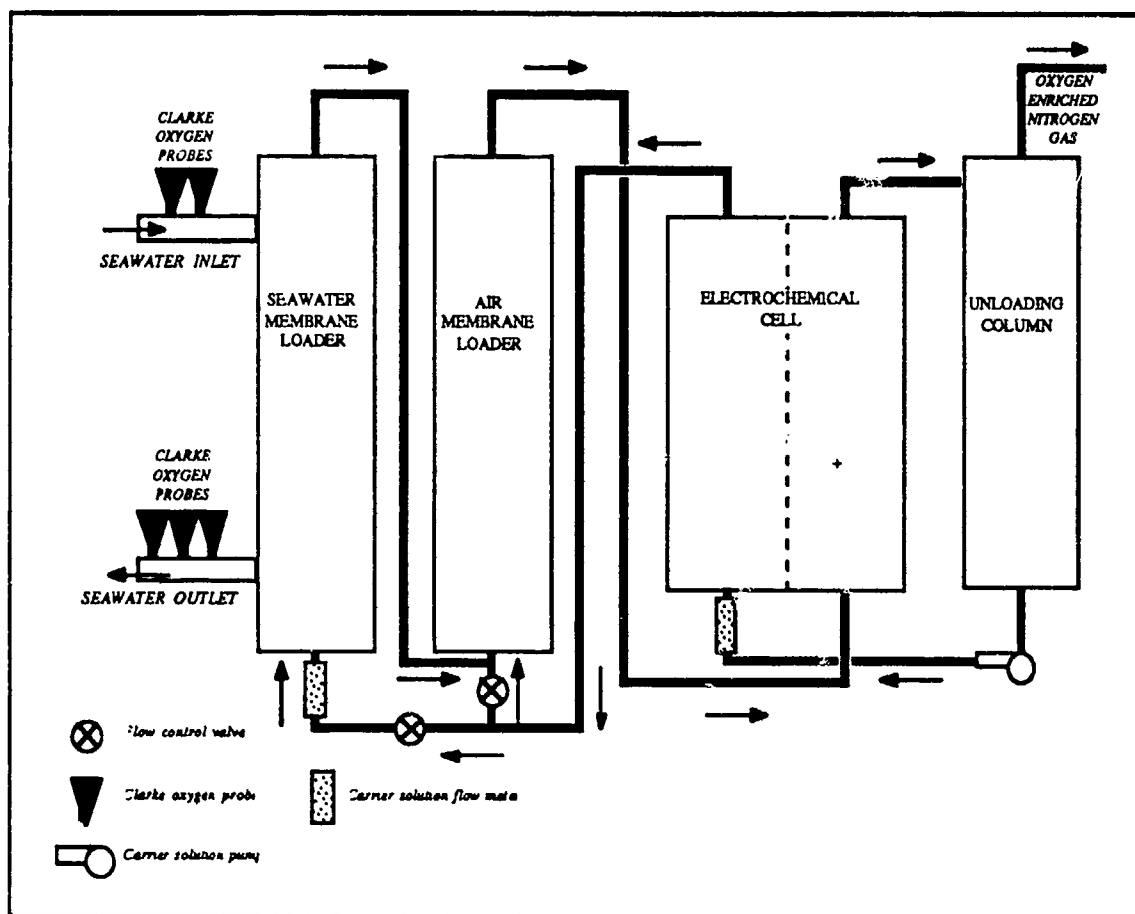 CLARKE
OXYGEN
PROBES
SEAWATER INLET
SEAWATER
MEMBRANE
LOADER
AIR
MEMBRANE
LOADER
ELECTROCHEMICAL
CELL
+
UNLOADING
COLUMN
OXYGEN
ENRICHED
NITROGEN
GAS
CLARKE
OXYGEN
PROBES
SEAWATER OUTLET
Flow control valve
Clarke oxygen probe
Carrier solution flow meter
Carrier solution pump